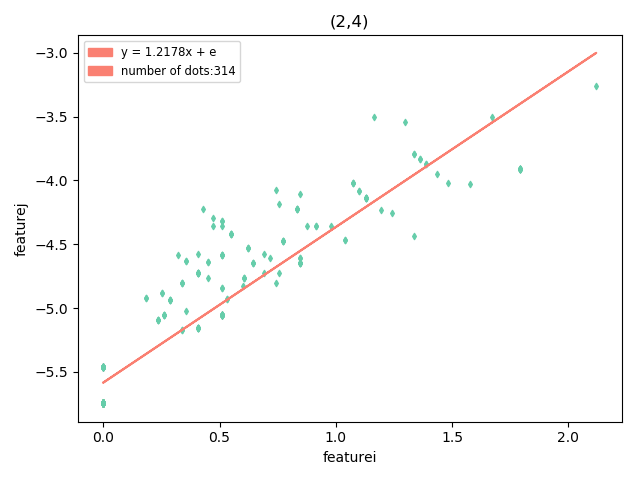 (2,4)
y = 1.2178x + e
number of dots:314
−3.0
−3.5
−4.0
−4.5
−5.0
−5.5
featurej
0.0 0.5 1.0 1.5 2.0
featurei